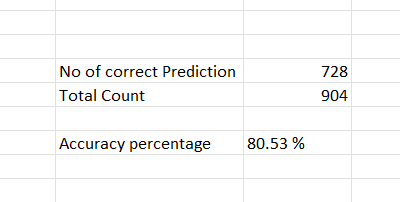 No of correct Prediction 728
Total Count 904
Accuracy percentage 80.53 %